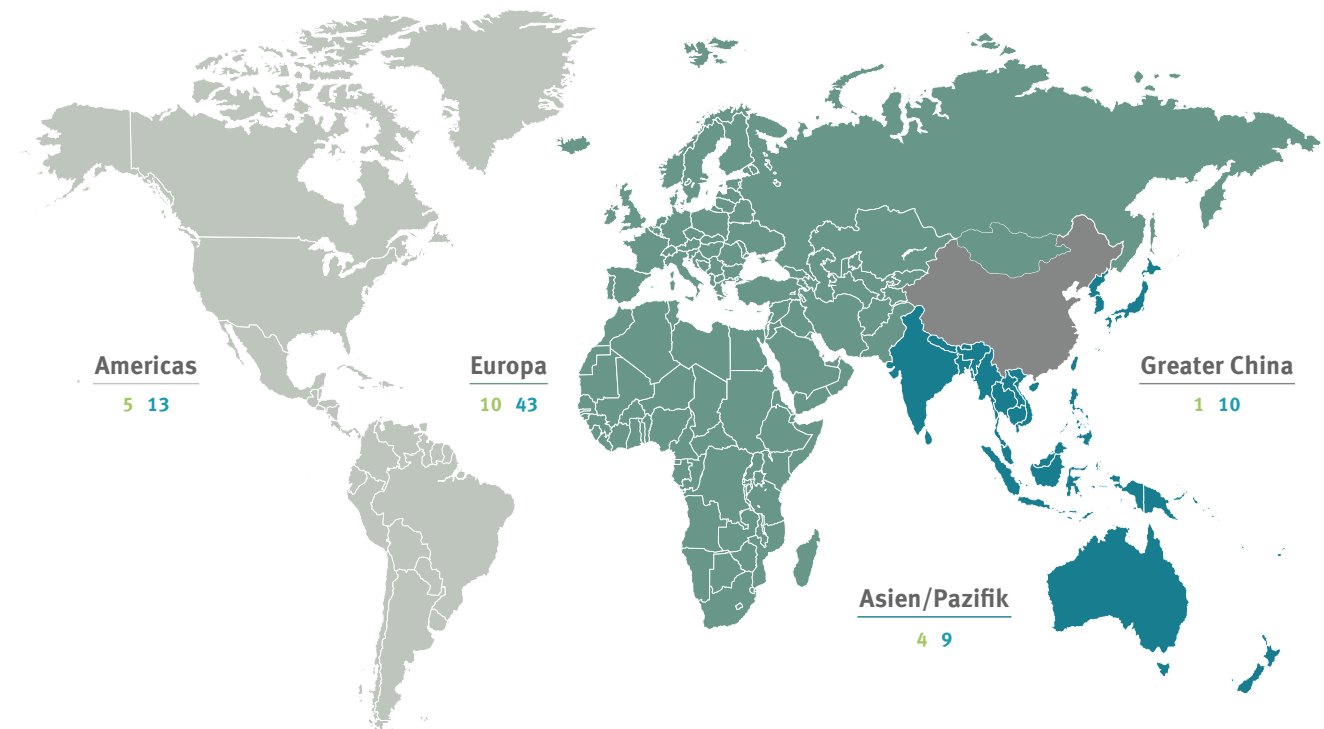 Americas
5 13
Europa
10 43
Greater China
1 10
Asien/Pazifik
4 9